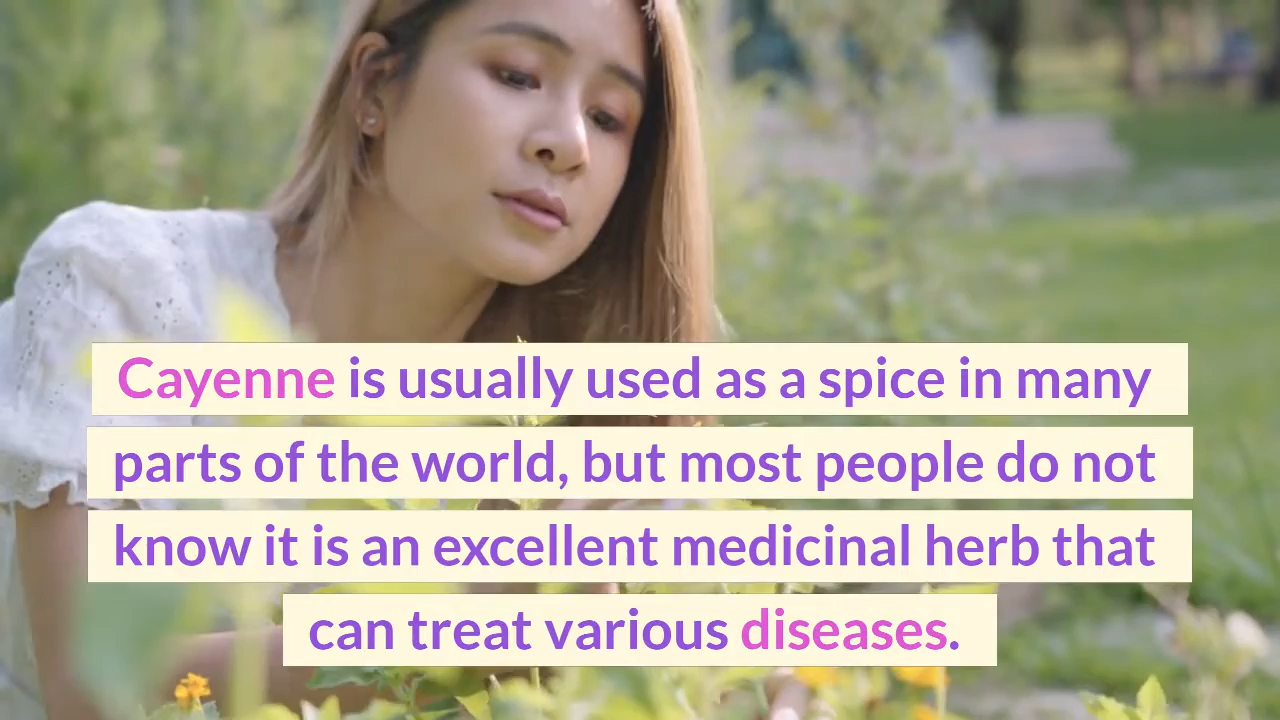 Cayenne is usually used as a spice in many
parts of the world, but most people do not
know it is an excellent medicinal herb that
can treat various diseases.